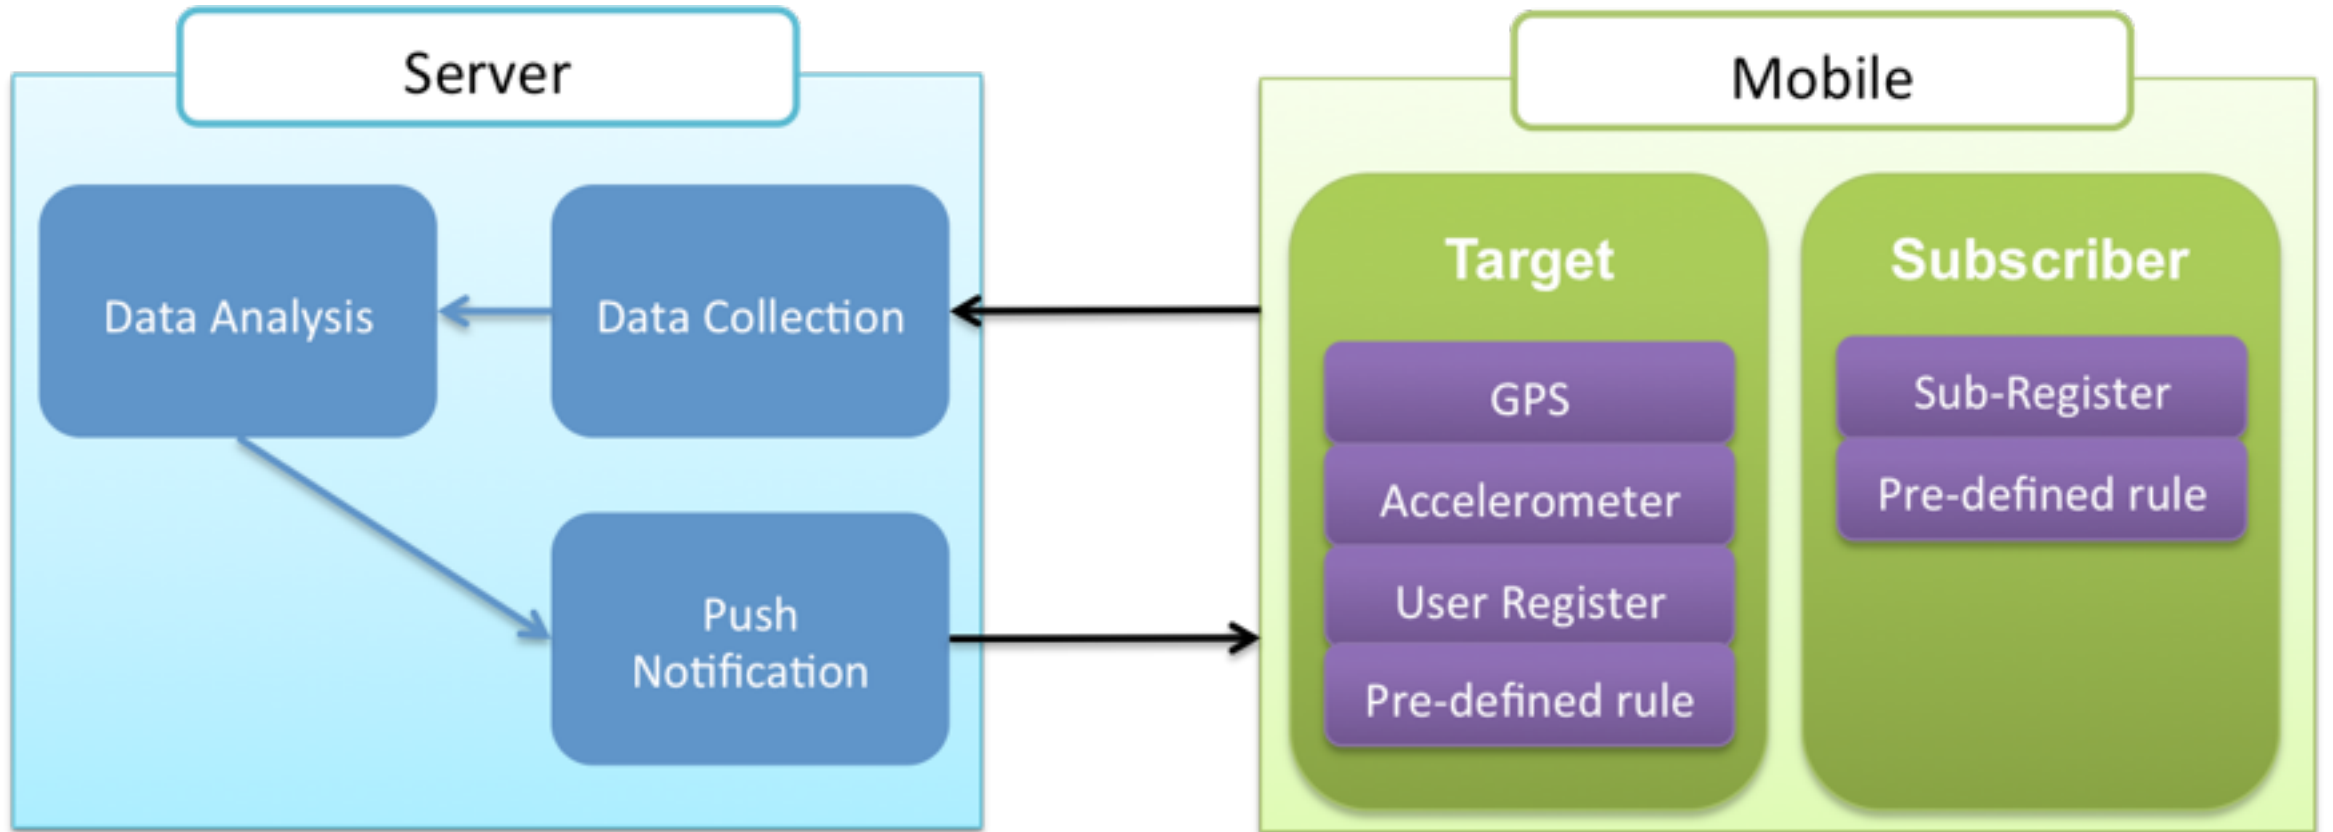 Server
Data Analysis
Data Collection
Push
Notification
Mobile
Target
GPS
Accelerometer
User Register
Pre-defined rule
Subscriber
Sub-Register
Pre-defined rule